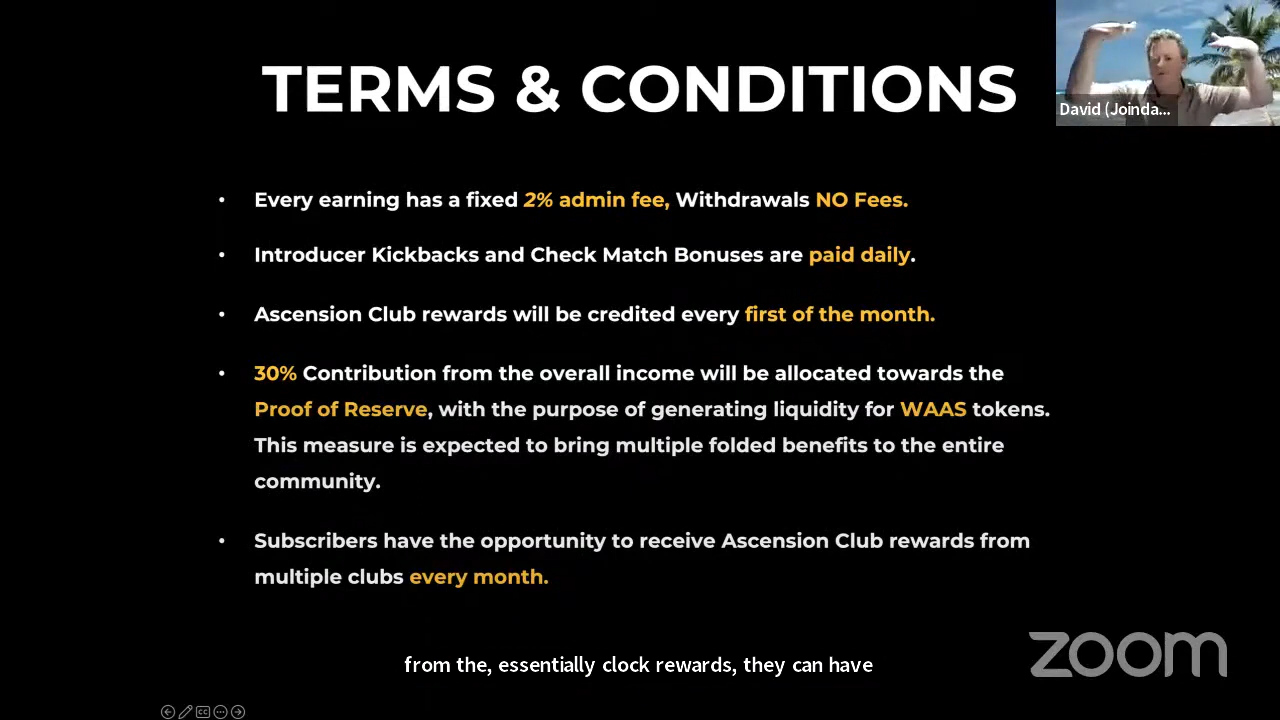 TERMS & CONDITIONS
David (Joinda...
• Every earning has a fixed 2% admin fee, Withdrawals NO Fees.
• Introducer Kickbacks and Check Match Bonuses are paid daily.
• Ascension Club rewards will be credited every first of the month.
• 30% Contribution from the overall income will be allocated towards the
Proof of Reserve, with the purpose of generating liquidity for WAAS tokens.
This measure is expected to bring multiple folded benefits to the entire
community.
• Subscribers have the opportunity to receive Ascension Club rewards from
multiple clubs every month.
from the, essentially clock rewards, they can have
zoom
CC